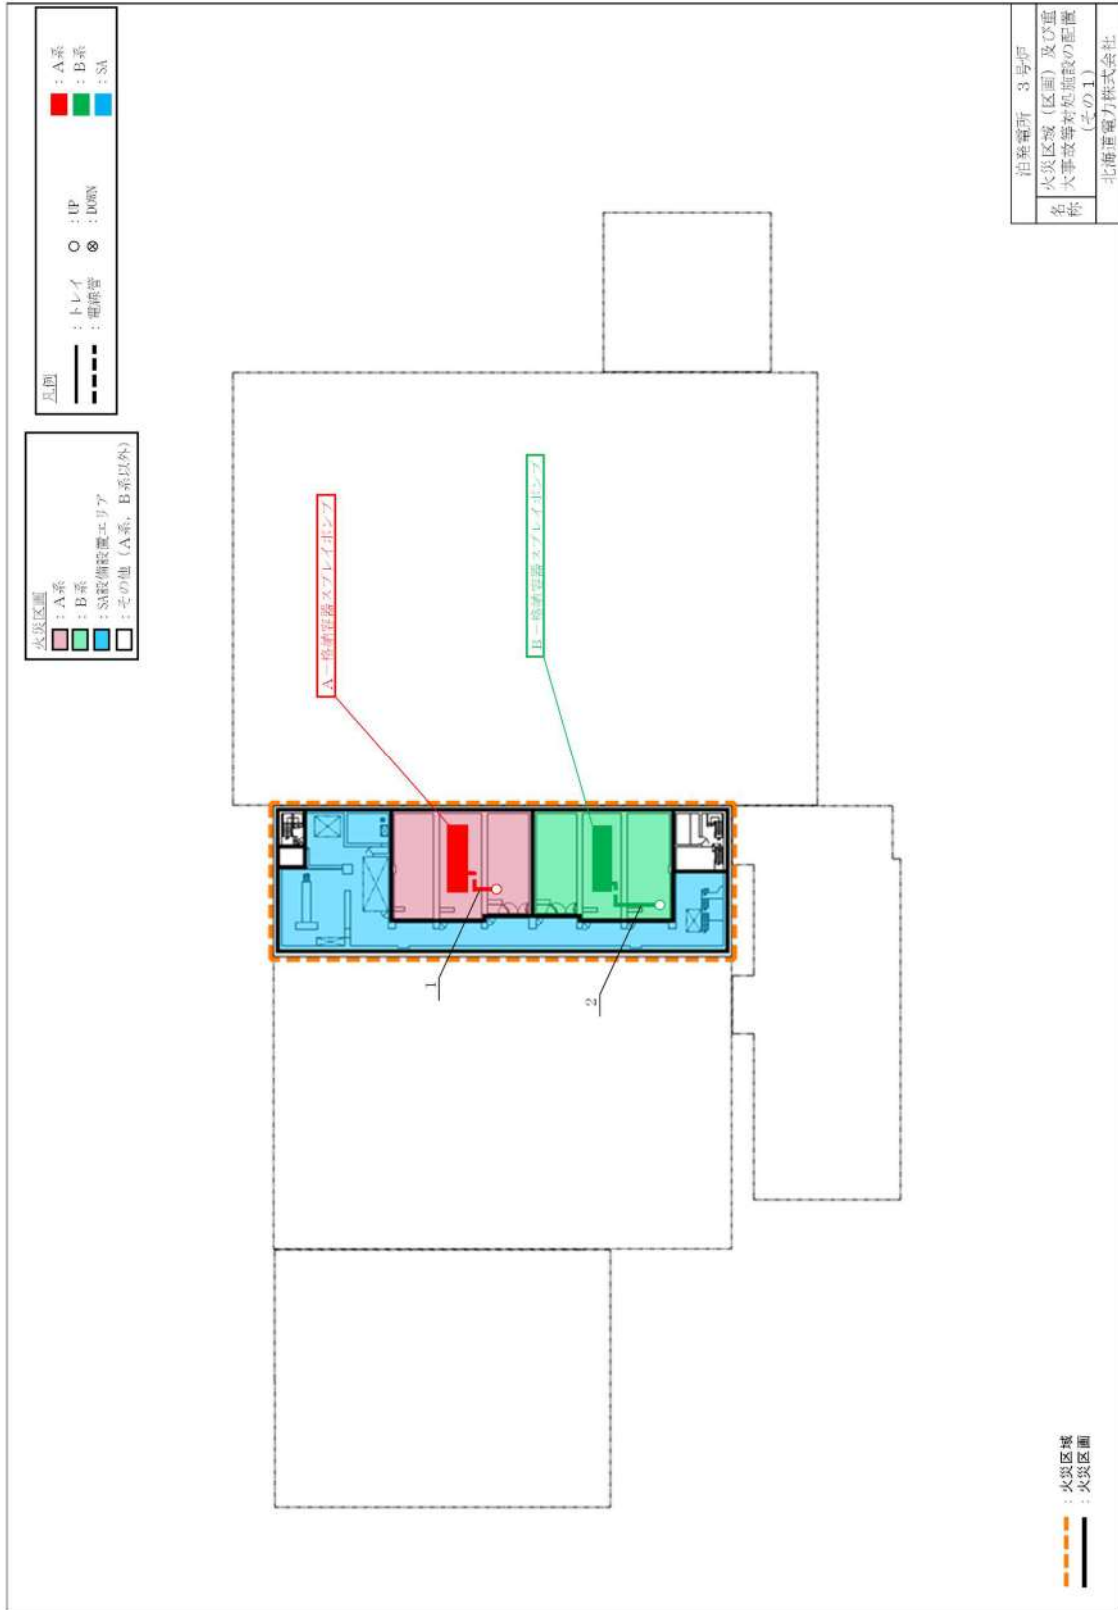 火災区画
：A系
：B系
：SA設備設置エリア
：その他（A系，B系以外）
凡例
：トレイ
：電線管
○：UP
⊗：DOWN
：A系
：B系
：SA
A－格納容器スプレイポンプ
B－格納容器スプレイポンプ
1
2
：火災区域
：火災区画
泊発電所　3号炉
名称
火災区域（区画）及び重
大事故等対処施設の配置
（その1）
北海道電力株式会社